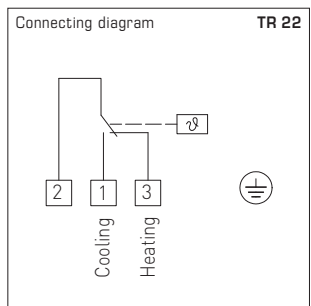 Connecting diagram TR 22
ϑ
2 1 3
Cooling
Heating